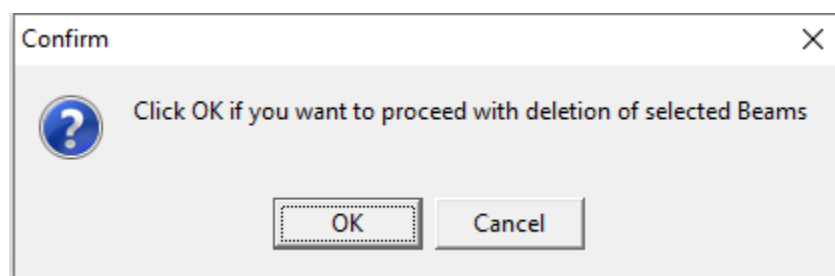 Confirm
Click OK if you want to proceed with deletion of selected Beams
OK
Cancel